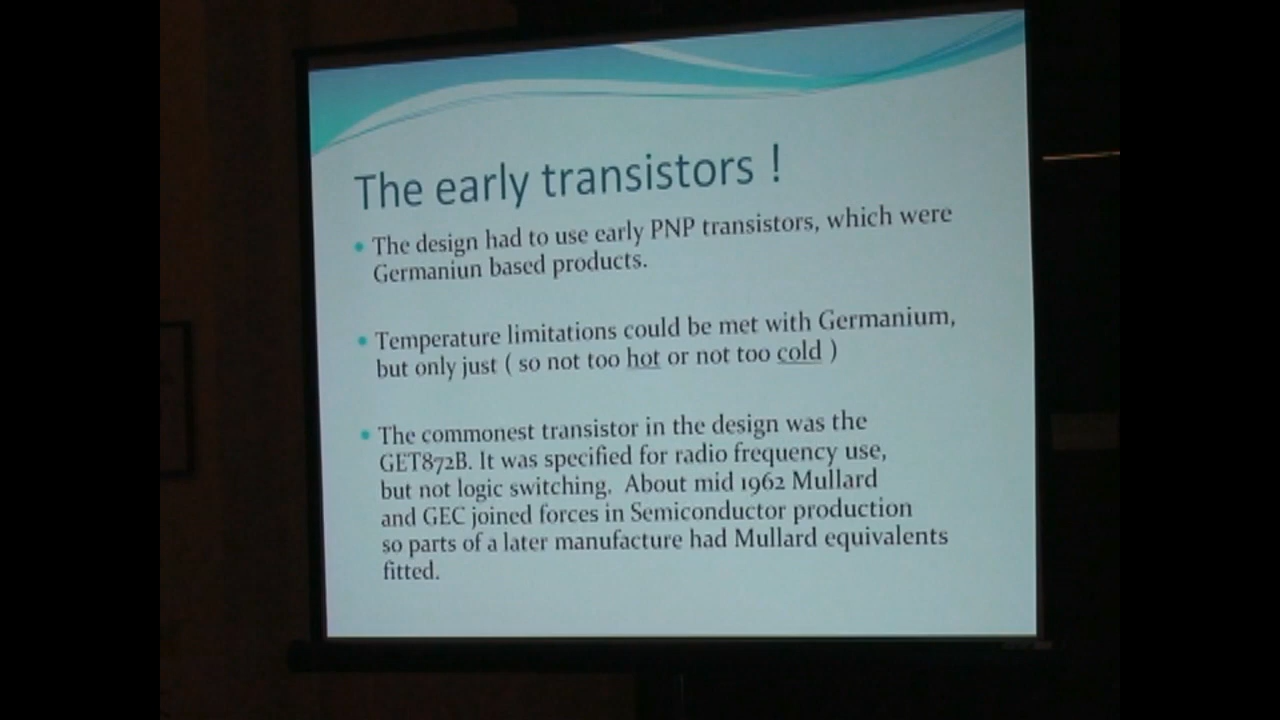 The early transistors !
• The design had to use early PNP transistors, which were
Germaniun based products.
• Temperature limitations could be met with Germanium,
but only just ( so not too hot or not too cold )
• The commonest transistor in the design was the
GET872B. It was specified for radio frequency use,
but not logic switching. About mid 1962 Mullard
and GEC joined forces in Semiconductor production
so parts of a later manufacture had Mullard equivalents
fitted.